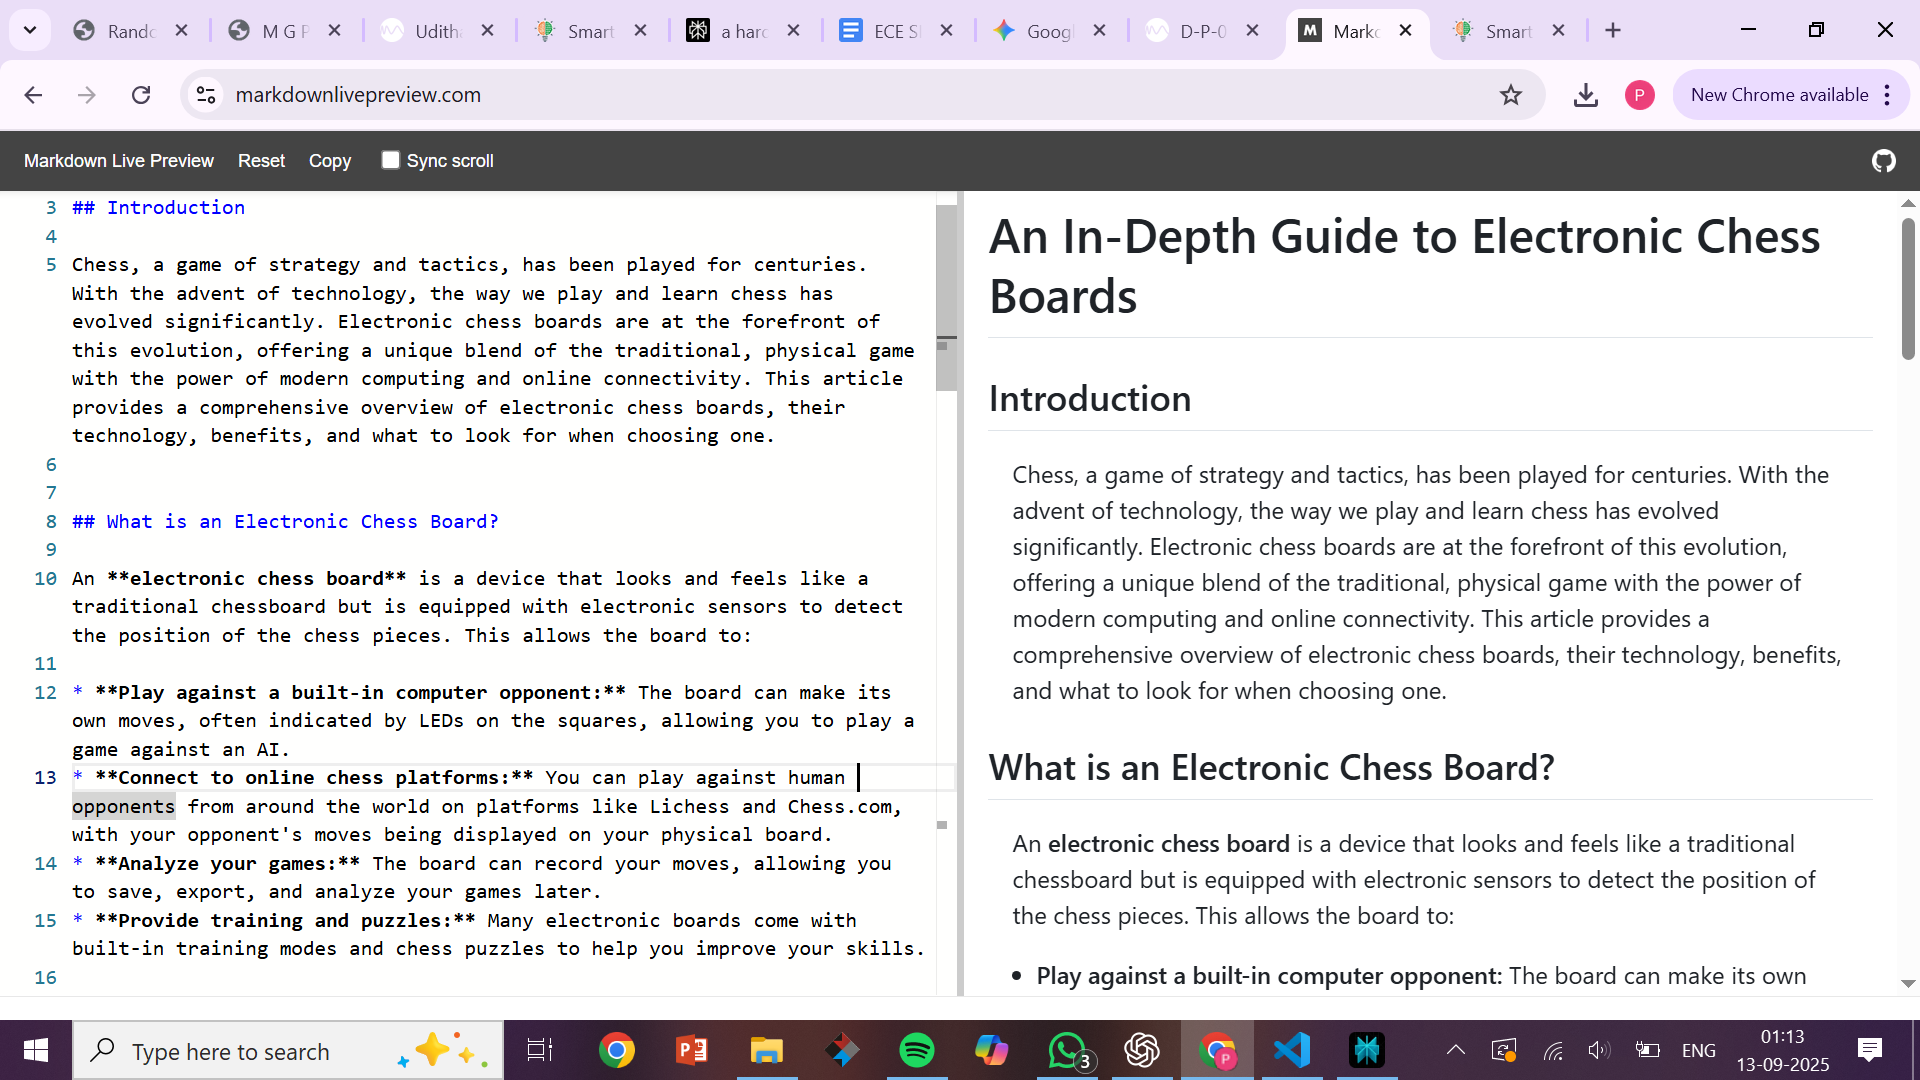 Rand
M G P
Udith
Smart
a hard
ECE S
Googl
D-P-0
Mark
Smart
markdownlivepreview.com
P
New Chrome available
Markdown Live Preview Reset Copy Sync scroll
3 ## Introduction
4
5 Chess, a game of strategy and tactics, has been played for centuries.
With the advent of technology, the way we play and learn chess has
evolved significantly. Electronic chess boards are at the forefront of
this evolution, offering a unique blend of the traditional, physical game
with the power of modern computing and online connectivity. This article
provides a comprehensive overview of electronic chess boards, their
technology, benefits, and what to look for when choosing one.
6
7
8 ## What is an Electronic Chess Board?
9
10 An **electronic chess board** is a device that looks and feels like a
traditional chessboard but is equipped with electronic sensors to detect
the position of the chess pieces. This allows the board to:
11
12 * **Play against a built-in computer opponent:** The board can make its
own moves, often indicated by LEDs on the squares, allowing you to play a
game against an AI.
13 * **Connect to online chess platforms:** You can play against human
opponents from around the world on platforms like Lichess and Chess.com,
with your opponent's moves being displayed on your physical board.
14 * **Analyze your games:** The board can record your moves, allowing you
to save, export, and analyze your games later.
15 * **Provide training and puzzles:** Many electronic boards come with
built-in training modes and chess puzzles to help you improve your skills.
16
An In-Depth Guide to Electronic Chess
Boards
Introduction
Chess, a game of strategy and tactics, has been played for centuries. With the
advent of technology, the way we play and learn chess has evolved
significantly. Electronic chess boards are at the forefront of this evolution,
offering a unique blend of the traditional, physical game with the power of
modern computing and online connectivity. This article provides a
comprehensive overview of electronic chess boards, their technology, benefits,
and what to look for when choosing one.
What is an Electronic Chess Board?
An electronic chess board is a device that looks and feels like a traditional
chessboard but is equipped with electronic sensors to detect the position of
the chess pieces. This allows the board to:
• Play against a built-in computer opponent: The board can make its own
Type here to search
3
ENG
01:13
13-09-2025